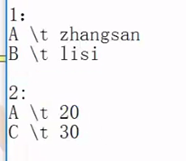 1:
A \t zhangsan
B \t lisi
2:
A \t 20
C \t 30